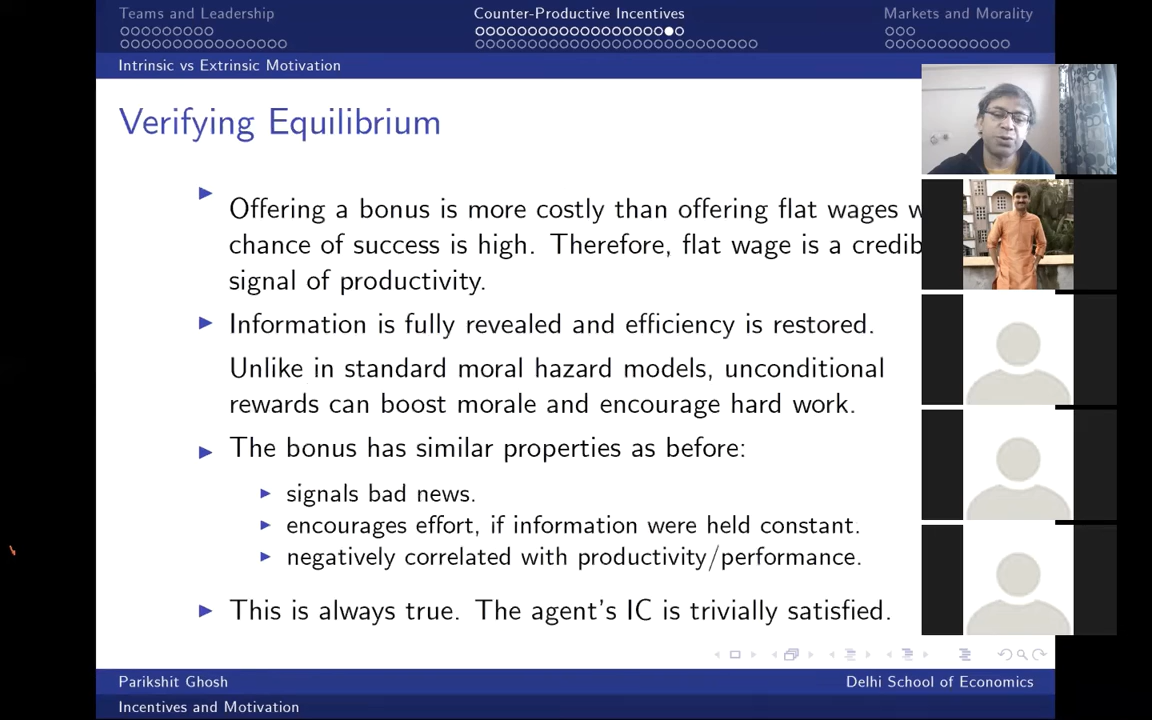 Teams and Leadership
Counter-Productive Incentives
Markets and Morality
Intrinsic vs Extrinsic Motivation
Verifying Equilibrium
Offering a bonus is more costly than offering flat wages
chance of success is high. Therefore, flat wage is a
signal of productivity.
Information is fully revealed and efficiency is restored.
Unlike in standard moral hazard models, unconditional
rewards can boost morale and encourage hard work.
The bonus has similar properties as before:
signals bad news.
encourages effort, if information were held constant.
negatively correlated with productivity/performance.
This is always true. The agent's IC is trivially satisfied.
Parikshit Ghosh
Delhi School of Economics
Incentives and Motivation